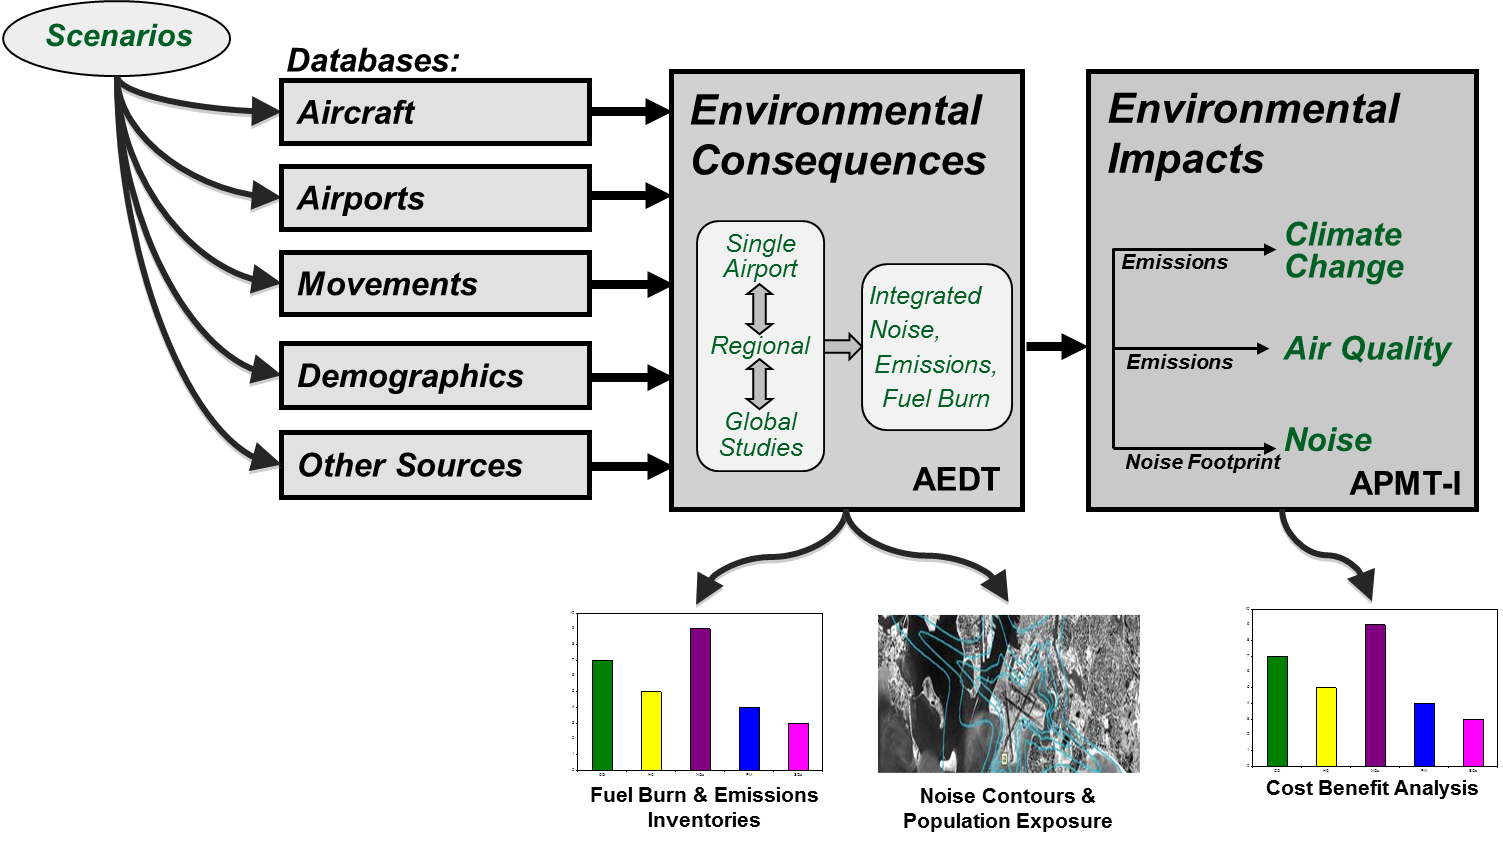 Scenarios
Databases:
Aircraft
Airports
Movements
Demographics
Other Sources
Environmental
Consequences
Single
Airport
Regional
Global
Studies
Integrated
Noise,
Emissions,
Fuel Burn
AEDT
Environmental
Impacts
Emissions
Climate
Change
Emissions
Air Quality
Noise Footprint
Noise
APMT-I
Fuel Burn & Emissions
Inventories
Noise Contours &
Population Exposure
Cost Benefit Analysis